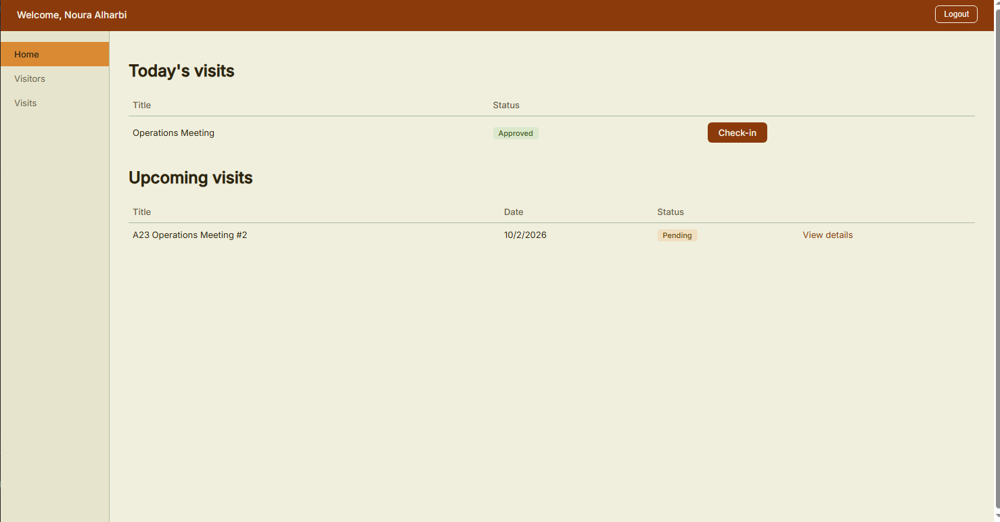 Welcome, Noura Alharbi Logout
Home
Visitors
Visits
Today's visits
Title Status
Operations Meeting Approved Check-in
Upcoming visits
Title Date Status
A23 Operations Meeting #2 10/2/2026 Pending View details